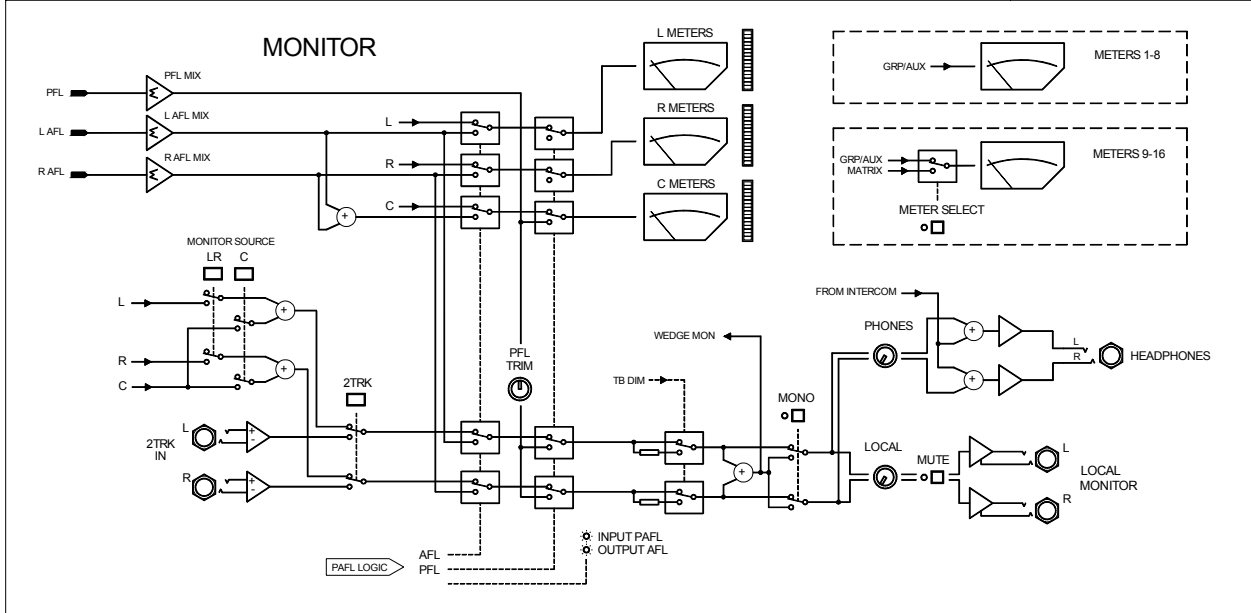 MONITOR
PFL
PFL MIX
L AFL
L AFL MIX
R AFL
R AFL MIX
L
R
C
L METERS
R METERS
C METERS
GRP/AUX
METERS 1-8
GRP/AUX
MATRIX
METERS 9-16
METER SELECT
MONITOR SOURCE
LR C
L
R
C
2TRK
PFL
TRIM
2TRK
IN
L
R
+
-
+
-
+
+
+
WEDGE MON
TB DIM
+
MONO
FROM INTERCOM
PHONES
+
+
L
R
HEADPHONES
LOCAL
MUTE
L
R
LOCAL
MONITOR
PAFL LOGIC
AFL
PFL
INPUT PAFL
OUTPUT AFL